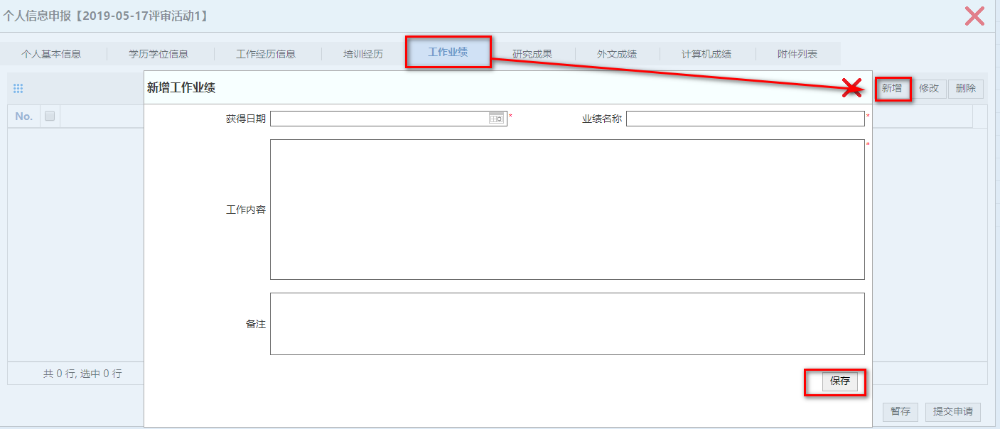 个人信息申报【2019-05-17评审活动1】
个人基本信息 学历学位信息 工作经历信息 培训经历 工作业绩 研究成果 外文成绩 计算机成绩 附件列表
新增工作业绩
新增 修改 删除
No.
获得日期 * 业绩名称 *
工作内容 *
备注
共 0 行, 选中 0 行
保存
暂存 提交申请